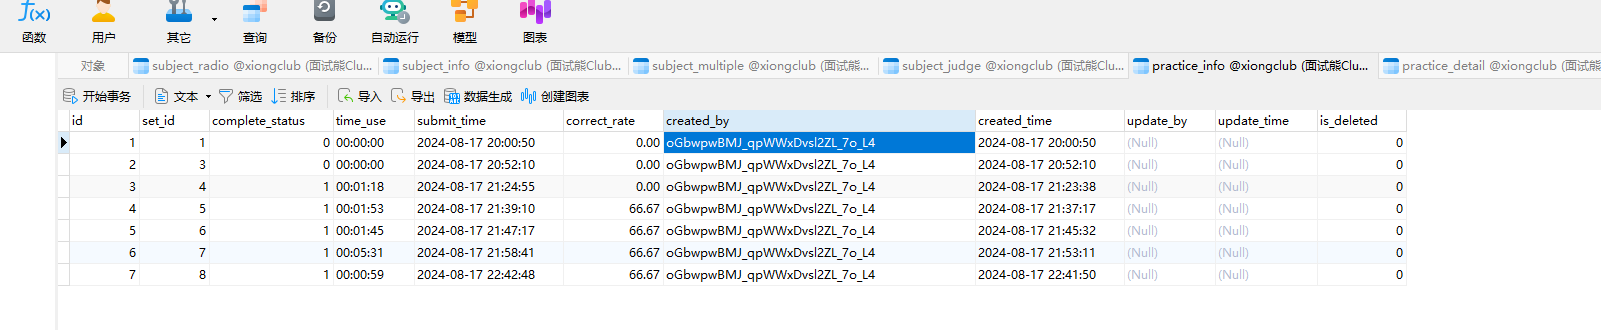 函数 用户 其它 查询 备份 自动运行 模型 图表
对象 subject_radio @xiongclub (面试熊Clu... subject_info @xiongclub (面试熊Club... subject_multiple @xiongclub (面试熊... subject_judge @xiongclub (面试熊Clu... practice_info @xiongclub (面试熊Clu... practice_detail @xiongclub (面试熊
开始事务 文本 筛选 排序 导入 导出 数据生成 创建图表
id set_id complete_status time_use submit_time correct_rate created_by created_time update_by update_time is_deleted
1 1 0 00:00:00 2024-08-17 20:00:50 0.00 oGbwpwBMJ_qpWWxDvsl2ZL_7o_L4 2024-08-17 20:00:50 (Null) (Null) 0
2 3 0 00:00:00 2024-08-17 20:52:10 0.00 oGbwpwBMJ_qpWWxDvsl2ZL_7o_L4 2024-08-17 20:52:10 (Null) (Null) 0
3 4 1 00:01:18 2024-08-17 21:24:55 0.00 oGbwpwBMJ_qpWWxDvsl2ZL_7o_L4 2024-08-17 21:23:38 (Null) (Null) 0
4 5 1 00:01:53 2024-08-17 21:39:10 66.67 oGbwpwBMJ_qpWWxDvsl2ZL_7o_L4 2024-08-17 21:37:17 (Null) (Null) 0
5 6 1 00:01:45 2024-08-17 21:47:17 66.67 oGbwpwBMJ_qpWWxDvsl2ZL_7o_L4 2024-08-17 21:45:32 (Null) (Null) 0
6 7 1 00:05:31 2024-08-17 21:58:41 66.67 oGbwpwBMJ_qpWWxDvsl2ZL_7o_L4 2024-08-17 21:53:11 (Null) (Null) 0
7 8 1 00:00:59 2024-08-17 22:42:48 66.67 oGbwpwBMJ_qpWWxDvsl2ZL_7o_L4 2024-08-17 22:41:50 (Null) (Null) 0